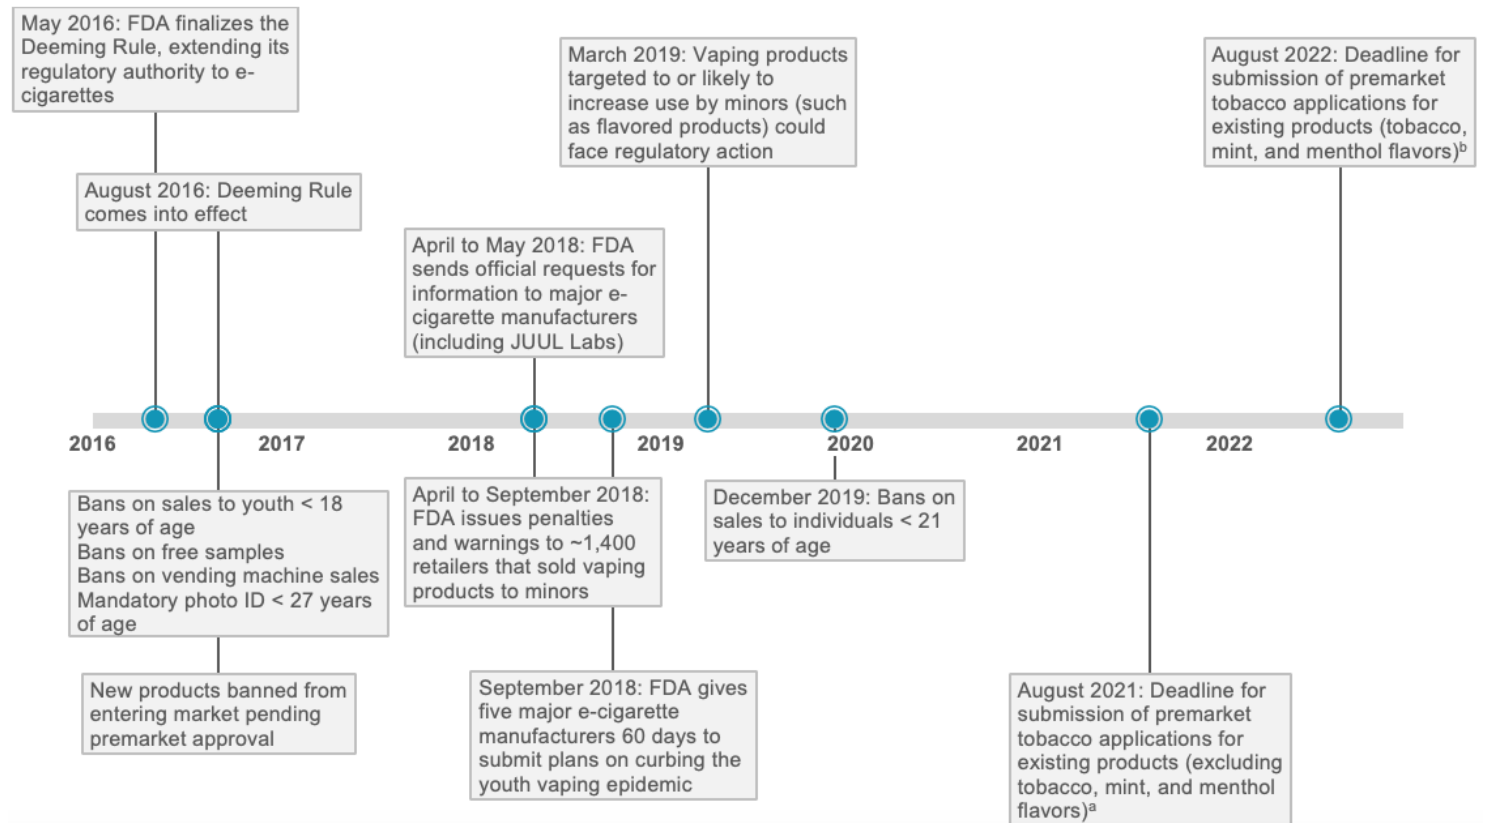 May 2016: FDA finalizes the
Deeming Rule, extending its
regulatory authority to e-
cigarettes
August 2016: Deeming Rule
comes into effect
April to May 2018: FDA
sends official requests for
information to major e-
cigarette manufacturers
(including JUUL Labs)
March 2019: Vaping products
targeted to or likely to
increase use by minors (such
as flavored products) could
face regulatory action
August 2022: Deadline for
submission of premarket
tobacco applications for
existing products (tobacco,
mint, and menthol flavors)ᵇ
2016 2017 2018 2019 2020 2021 2022
Bans on sales to youth < 18
years of age
Bans on free samples
Bans on vending machine sales
Mandatory photo ID < 27 years
of age
New products banned from
entering market pending
premarket approval
April to September 2018:
FDA issues penalties
and warnings to ~1,400
retailers that sold vaping
products to minors
September 2018: FDA gives
five major e-cigarette
manufacturers 60 days to
submit plans on curbing the
youth vaping epidemic
December 2019: Bans on
sales to individuals < 21
years of age
August 2021: Deadline for
submission of premarket
tobacco applications for
existing products (excluding
tobacco, mint, and menthol
flavors)ᵃ